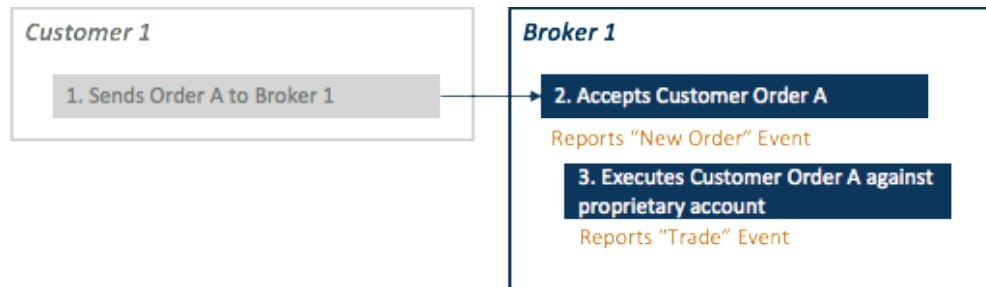 Customer 1
1. Sends Order A to Broker 1
Broker 1
2. Accepts Customer Order A
Reports "New Order" Event
3. Executes Customer Order A against
proprietary account
Reports "Trade" Event